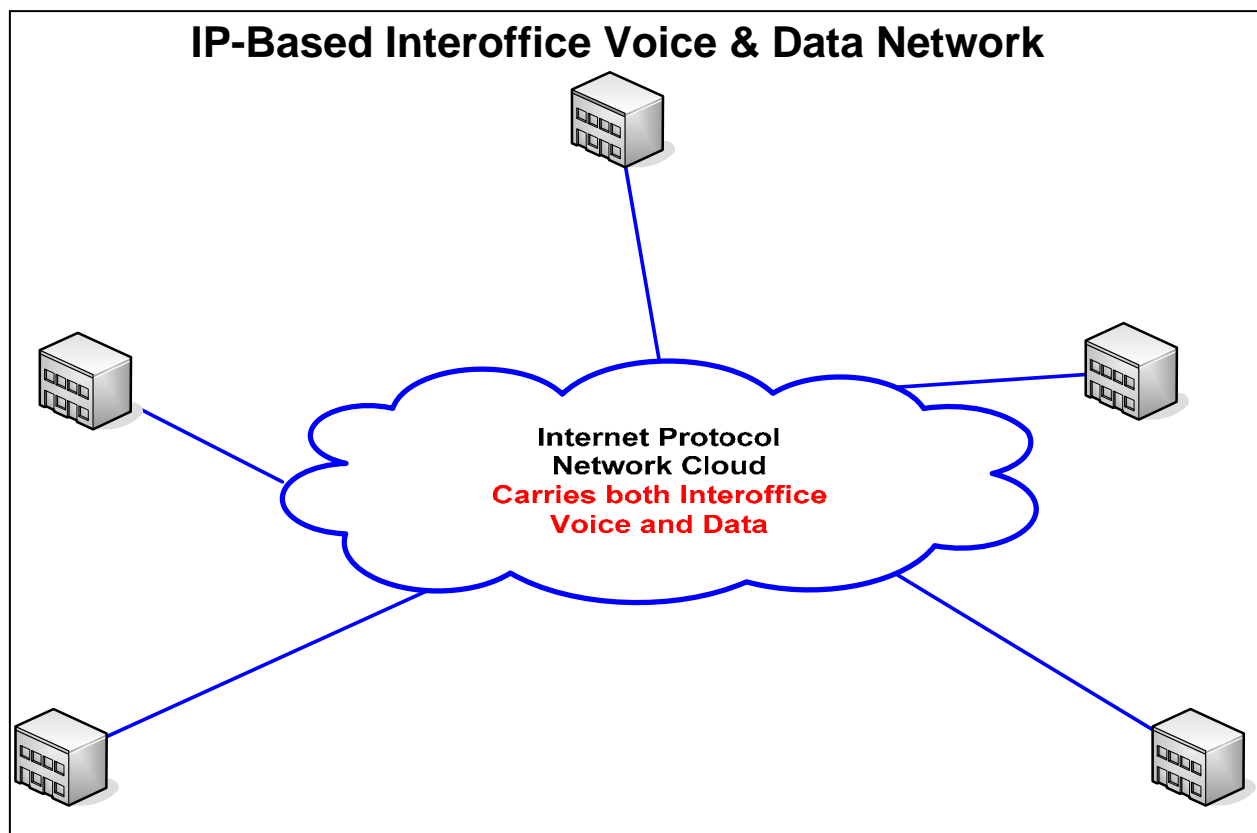 IP-Based Interoffice Voice & Data Network
Internet Protocol
Network Cloud
Carries both Interoffice
Voice and Data